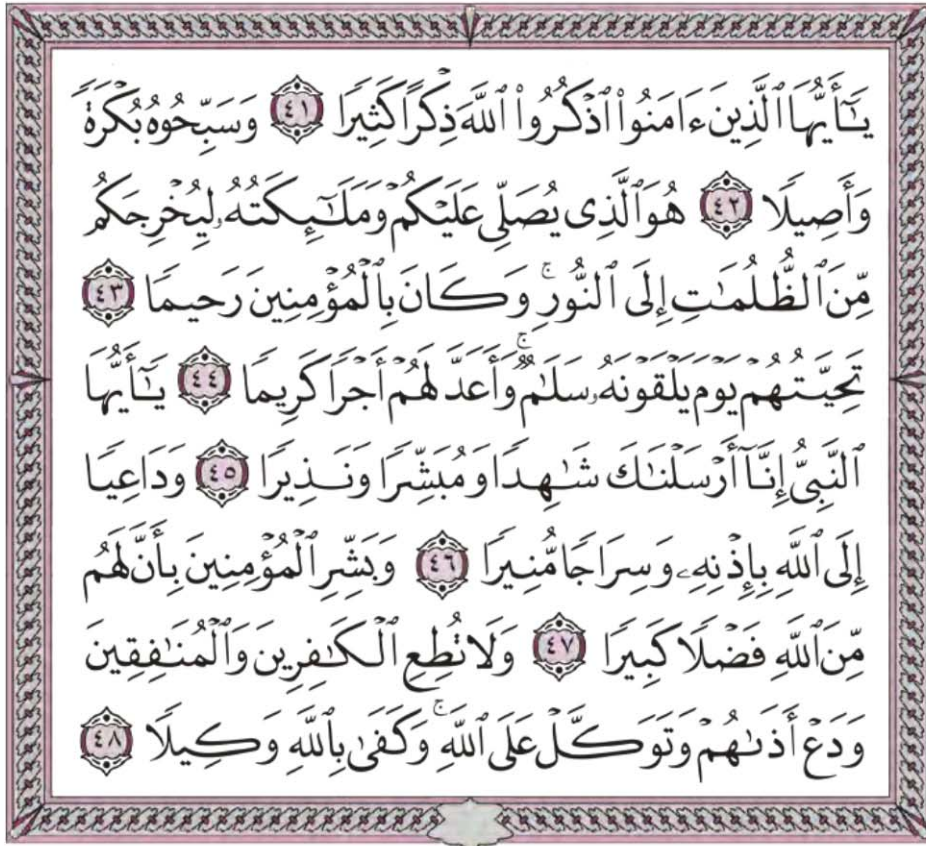 يَـٰٓأَيُّهَا ٱلَّذِينَ ءَامَنُوا۟ ٱذْكُرُوا۟ ٱللَّهَ ذِكْرًا كَثِيرًا ٤١ وَسَبِّحُوهُ بُكْرَةً
وَأَصِيلًا ٤٢ هُوَ ٱلَّذِى يُصَلِّى عَلَيْكُمْ وَمَلَـٰٓئِكَتُهُۥ لِيُخْرِجَكُم
مِّنَ ٱلظُّلُمَـٰتِ إِلَى ٱلنُّورِ ۚ وَكَانَ بِٱلْمُؤْمِنِينَ رَحِيمًا ٤٣
تَحِيَّتُهُمْ يَوْمَ يَلْقَوْنَهُۥ سَلَـٰمٌ ۚ وَأَعَدَّ لَهُمْ أَجْرًا كَرِيمًا ٤٤ يَـٰٓأَيُّهَا
ٱلنَّبِىُّ إِنَّآ أَرْسَلْنَـٰكَ شَـٰهِدًا وَمُبَشِّرًا وَنَذِيرًا ٤٥ وَدَاعِيًا
إِلَى ٱللَّهِ بِإِذْنِهِۦ وَسِرَاجًا مُّنِيرًا ٤٦ وَبَشِّرِ ٱلْمُؤْمِنِينَ بِأَنَّ لَهُم
مِّنَ ٱللَّهِ فَضْلًا كَبِيرًا ٤٧ وَلَا تُطِعِ ٱلْكَـٰفِرِينَ وَٱلْمُنَـٰفِقِينَ
وَدَعْ أَذَىٰهُمْ وَتَوَكَّلْ عَلَى ٱللَّهِ ۚ وَكَفَىٰ بِٱللَّهِ وَكِيلًا ٤٨